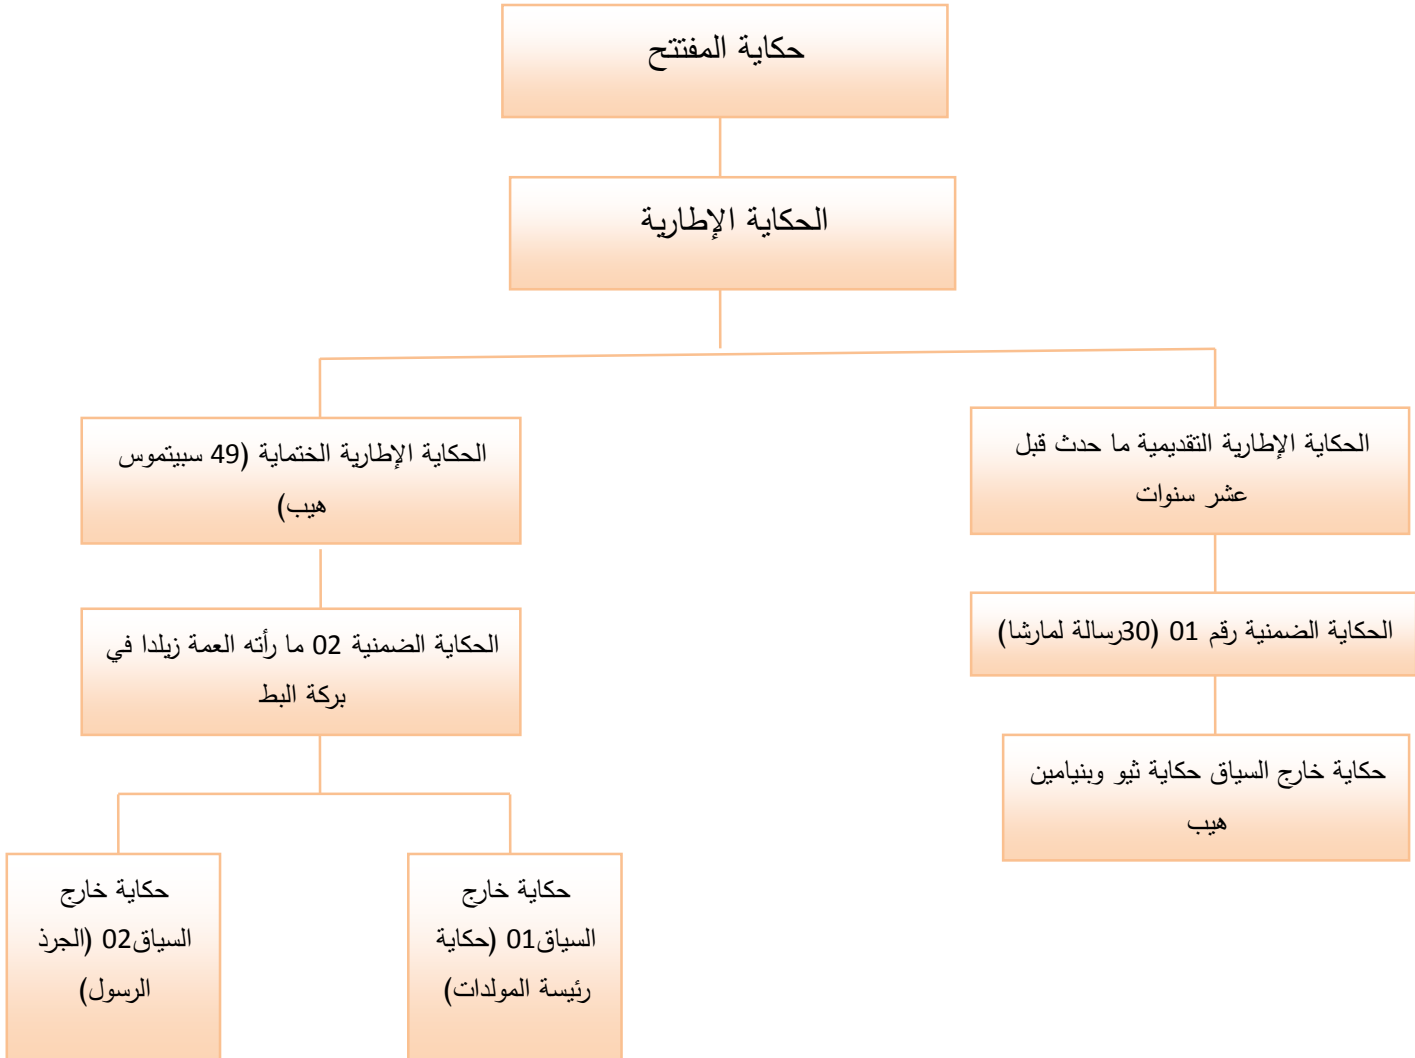 حكاية المفتتح
الحكاية الإطارية
الحكاية الإطارية التقديمية ما حدث قبل
عشر سنوات
الحكاية الإطارية الختماية (49 سبيتموس
هيب)
الحكاية الضمنية رقم 01 (30رسالة لمارشا)
الحكاية الضمنية 02 ما رأته العمة زيلدا في
بركة البط
حكاية خارج السياق حكاية ثيو وبنيامين
هيب
حكاية خارج
السياق01 (حكاية
رئيسة المولدات)
حكاية خارج
السياق02 (الجرذ
الرسول)